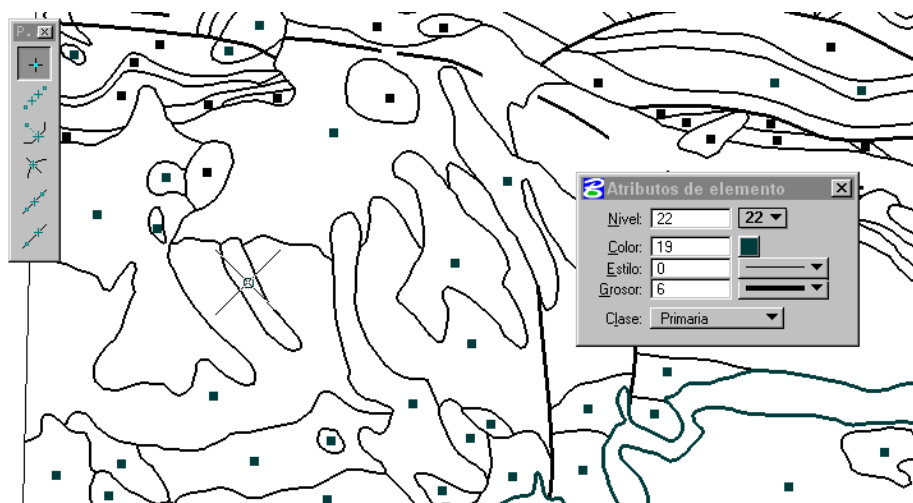 P.
Atributos de elemento
Nivel: 22 22
Color: 19
Estilo: 0
Grosor: 6
Clase: Primaria